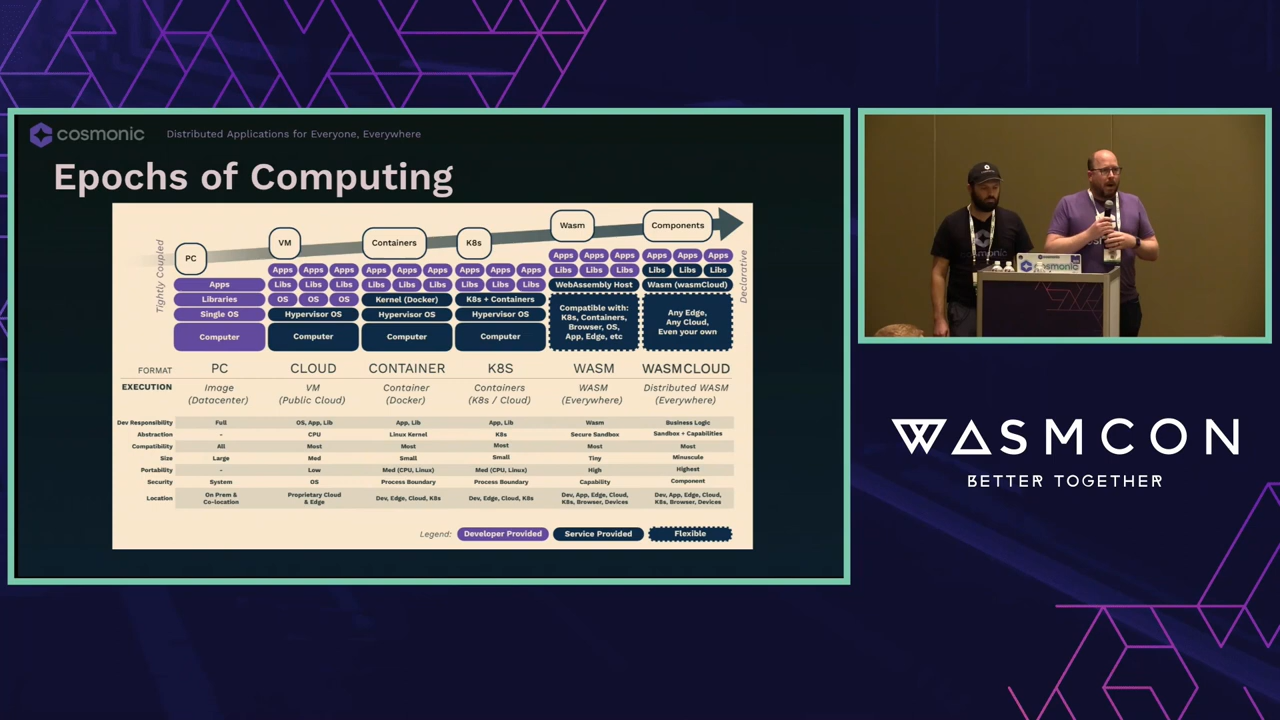 cosmonic Distributed Applications for Everyone, Everywhere
Epochs of Computing
Tightly Coupled
Declarative
PC VM Containers K8s Wasm Components
Apps
Libraries
Single OS
Computer
Apps Apps Apps
Libs Libs Libs
OS OS OS
Hypervisor OS
Computer
Apps Apps Apps
Libs Libs Libs
Kernel (Docker)
Hypervisor OS
Computer
Apps Apps Apps
Libs Libs Libs
K8s + Containers
Hypervisor OS
Computer
Apps Apps Apps
Libs Libs Libs
WebAssembly Host
Compatible with:
K8s, Containers,
Browser, OS,
App, Edge, etc
Apps Apps Apps
Libs Libs Libs
Wasm (wasmCloud)
Any Edge,
Any Cloud,
Even your own
FORMAT PC CLOUD CONTAINER K8S WASM WASMCLOUD
EXECUTION Image VM Container Containers WASM Distributed WASM
(Datacenter) (Public Cloud) (Docker) (K8s / Cloud) (Everywhere) (Everywhere)
Dev Responsibility Full OS, App, Lib App, Lib App, Lib Wasm Business Logic
Abstraction - CPU Linux Kernel K8s Secure Sandbox Sandbox + Capabilities
Compatibility All Most Most Most Most Most
Size Large Med Small Small Tiny Minuscule
Portability - Low Med (CPU, Linux) Med (CPU, Linux) High Highest
Security System OS Process Boundary Process Boundary Capability Component
Location On Prem & Proprietary Cloud Dev, Edge, Cloud, K8s Dev, Edge, Cloud, K8s Dev, App, Edge, Cloud, Dev, App, Edge, Cloud,
Co-location & Edge K8s, Browser, Devices K8s, Browser, Devices
Legend: Developer Provided Service Provided Flexible
cosmonic
WASMCON
BETTER TOGETHER